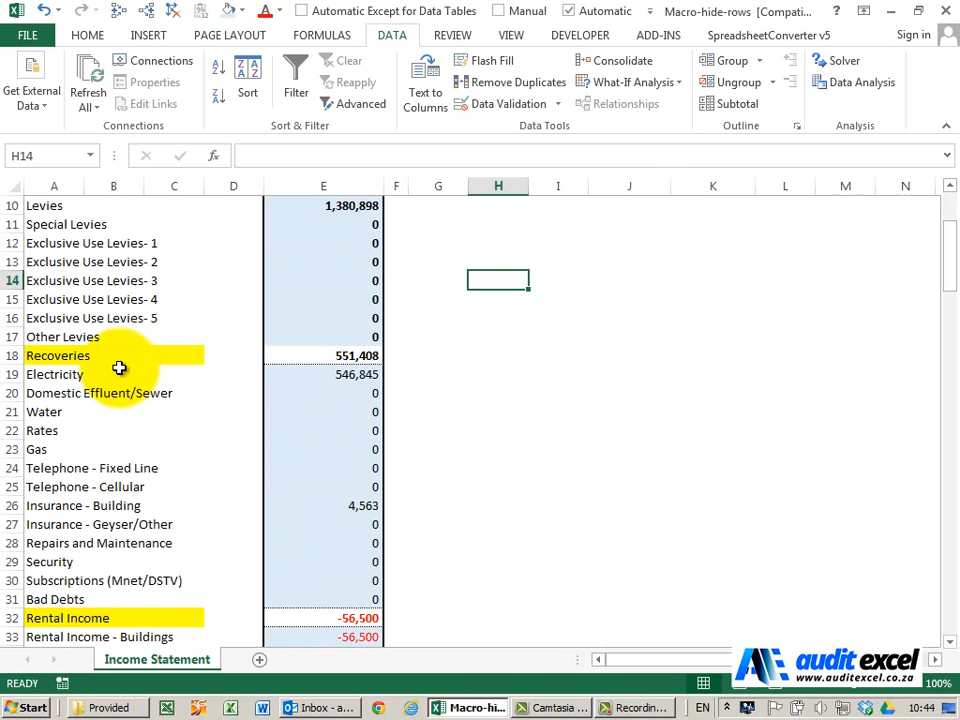 Automatic Except for Data Tables Manual Automatic Macro-hide-rows [Compati...
FILE HOME INSERT PAGE LAYOUT FORMULAS DATA REVIEW VIEW DEVELOPER ADD-INS SpreadsheetConverter v5 Sign in
Get External Data
Refresh All
Connections
Properties
Edit Links
Connections
Sort
Filter
Clear
Reapply
Advanced
Sort & Filter
Text to Columns
Flash Fill
Remove Duplicates
Data Validation
Consolidate
What-If Analysis
Relationships
Data Tools
Group
Ungroup
Subtotal
Outline
Solver
Data Analysis
Analysis
H14 fx
A B C D E F G H I J K L M N
10 Levies 1,380,898
11 Special Levies 0
12 Exclusive Use Levies- 1 0
13 Exclusive Use Levies- 2 0
14 Exclusive Use Levies- 3 0
15 Exclusive Use Levies- 4 0
16 Exclusive Use Levies- 5 0
17 Other Levies 0
18 Recoveries 551,408
19 Electricity 546,845
20 Domestic Effluent/Sewer 0
21 Water 0
22 Rates 0
23 Gas 0
24 Telephone - Fixed Line 0
25 Telephone - Cellular 0
26 Insurance - Building 4,563
27 Insurance - Geyser/Other 0
28 Repairs and Maintenance 0
29 Security 0
30 Subscriptions (Mnet/DSTV) 0
31 Bad Debts 0
32 Rental Income -56,500
33 Rental Income - Buildings -56,500
Income Statement
audit excel
www.auditexcel.co.za
READY 100%
Start Provided Inbox - a... Macro-hi... Camtasia ... Recordin... EN 10:44